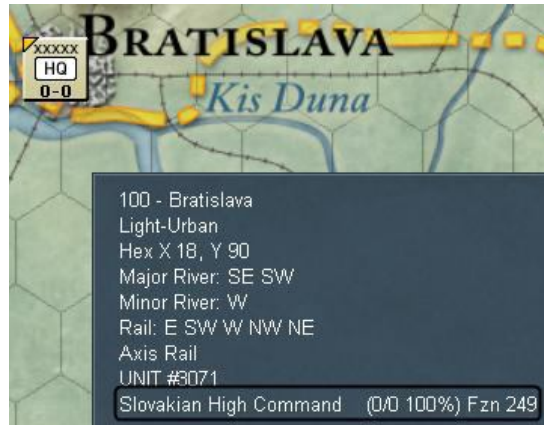 BRATISLAVA
XXXXX
HQ
0-0
Kis Duna
100 - Bratislava
Light-Urban
Hex X 18, Y 90
Major River: SE SW
Minor River: W
Rail: E SW W NW NE
Axis Rail
UNIT #3071
Slovakian High Command (0/0 100%) Fzn 249